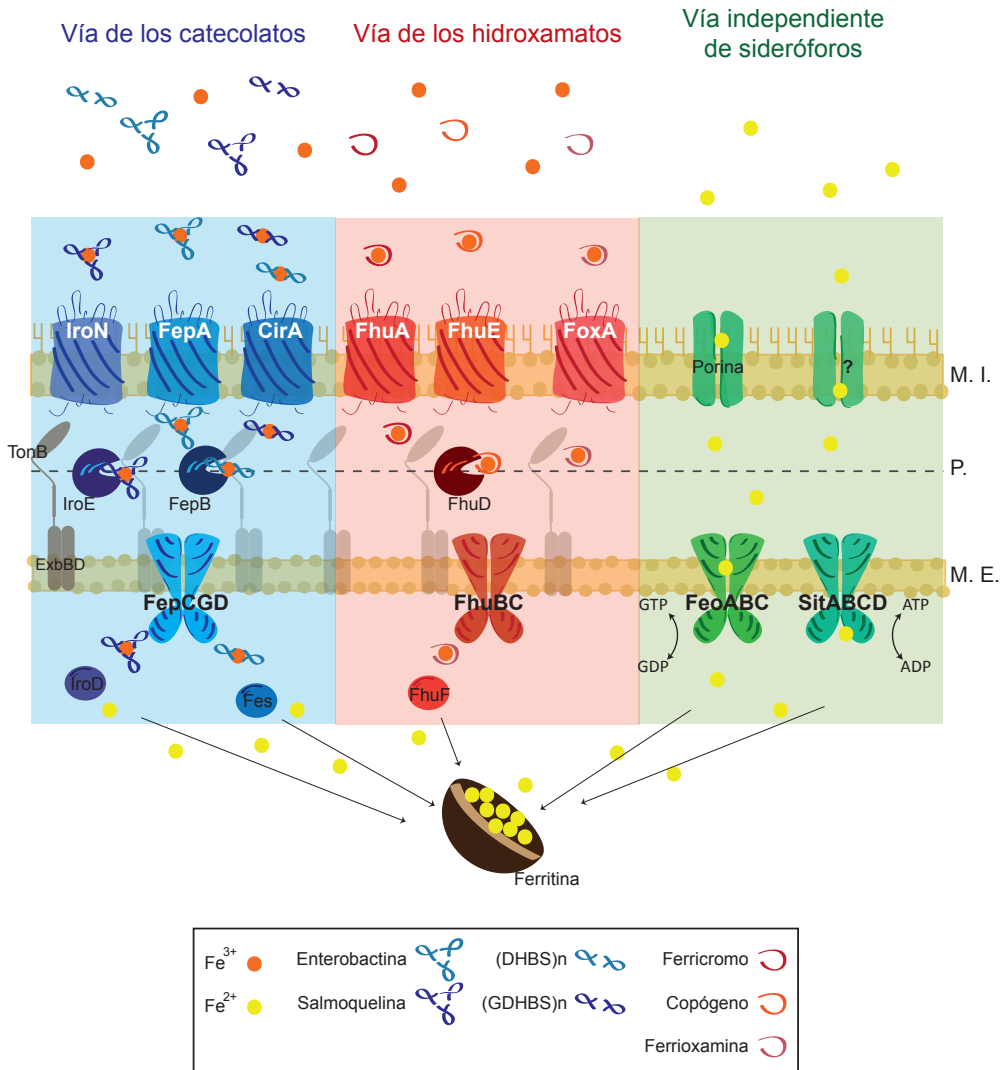 Vía de los catecolatos
Vía de los hidroxamatos
Vía independiente
de sideróforos
IroN
FepA
CirA
FhuA
FhuE
FoxA
Porina
?
M. I.
TonB
P.
IroE
FepB
FhuD
ExbBD
M. E.
FepCGD
FhuBC
FeoABC
SitABCD
GTP
ATP
GDP
ADP
IroD
Fes
FhuF
Ferritina
Fe3+
Enterobactina
(DHBS)n
Ferricromo
Fe2+
Salmoquelina
(GDHBS)n
Copógeno
Ferrioxamina